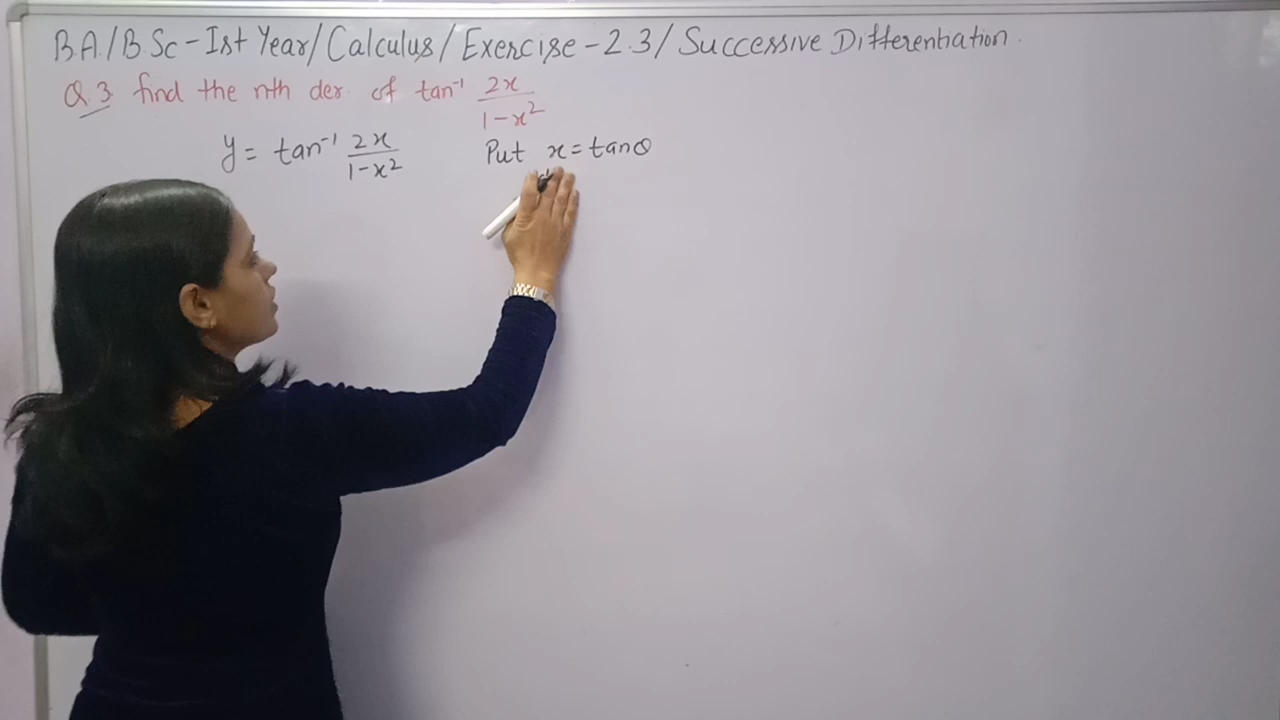 B.A./B.Sc-Ist Year/Calculus/Exercise-2.3/Successive Differentiation.
Q.3 find the nth der. of tan⁻¹ 2x/(1-x²)
y = tan⁻¹ 2x/(1-x²) Put x = tanθ